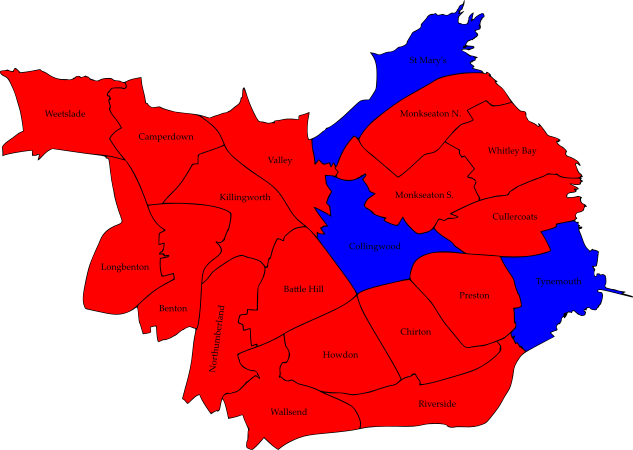 St Mary's
Weetslade
Monkseaton N.
Camperdown
Whitley Bay
Valley
Monkseaton S.
Killingworth
Cullercoats
Collingwood
Longbenton
Tynemouth
Battle Hill
Preston
Benton
Northumberland
Chirton
Howdon
Riverside
Wallsend